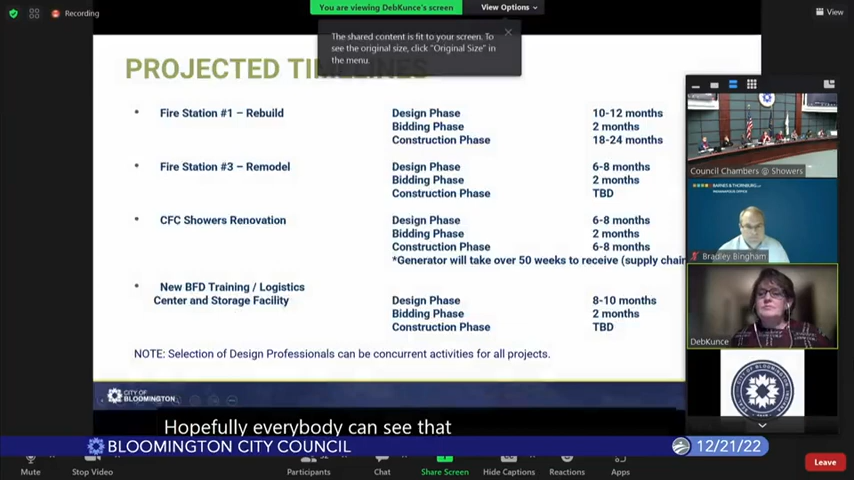 Recording
You are viewing DebKunce's screen
View Options
View
The shared content is fit to your screen. To
see the original size, click "Original Size" in
the menu.
PROJECTED TIMELINES
Fire Station #1 – Rebuild
Design Phase
10-12 months
Bidding Phase
2 months
Construction Phase
18-24 months
Fire Station #3 – Remodel
Design Phase
6-8 months
Bidding Phase
2 months
Construction Phase
TBD
CFC Showers Renovation
Design Phase
6-8 months
Bidding Phase
2 months
Construction Phase
6-8 months
*Generator will take over 50 weeks to receive (supply chain
New BFD Training / Logistics
Center and Storage Facility
Design Phase
8-10 months
Bidding Phase
2 months
Construction Phase
TBD
NOTE: Selection of Design Professionals can be concurrent activities for all projects.
CITY OF
BLOOMINGTON
Council Chambers @ Showers
BARNES & THORNBURG
Bradley Bingham
DebKunce
Hopefully everybody can see that
BLOOMINGTON CITY COUNCIL
12/21/22
Mute
Stop Video
Participants
Chat
Share Screen
Hide Captions
Reactions
Apps
Leave